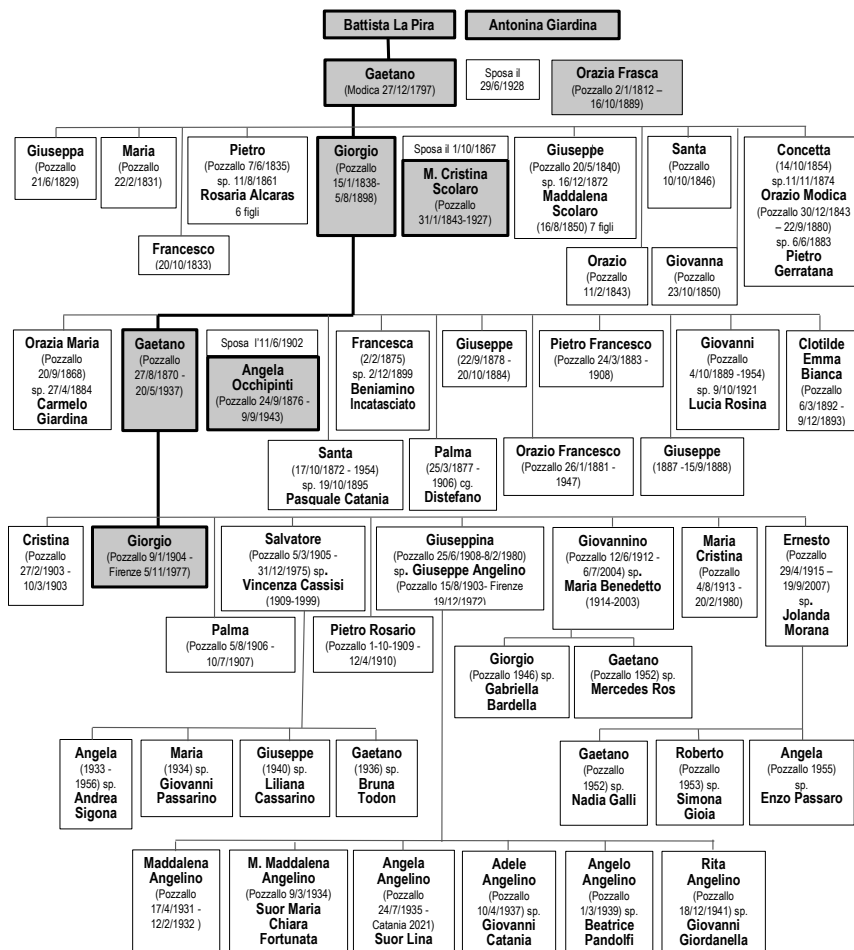 Battista La Pira
Antonina Giardina
Gaetano
(Modica 27/12/1797)
Sposa il
29/6/1928
Orazia Frasca
(Pozzallo 2/1/1812 –
16/10/1889)
Giuseppa
(Pozzallo
21/6/1829)
Maria
(Pozzallo
22/2/1831)
Francesco
(20/10/1833)
Pietro
(Pozzallo 7/6/1835)
sp. 11/8/1861
Rosaria Alcaras
6 figli
Giorgio
(Pozzallo
15/1/1838-
5/8/1898)
Sposa il 1/10/1867
M. Cristina
Scolaro
(Pozzallo
31/1/1843-1927)
Giuseppe
(Pozzallo 20/5/1840)
sp. 16/12/1872
Maddalena
Scolaro
(16/8/1850) 7 figli
Orazio
(Pozzallo
11/2/1843)
Santa
(Pozzallo
10/10/1846)
Giovanna
(Pozzallo
23/10/1850)
Concetta
(14/10/1854)
sp.11/11/1874
Orazio Modica
(Pozzallo 30/12/1843
– 22/9/1880)
sp. 6/6/1883
Pietro
Gerratana
Orazia Maria
(Pozzallo
20/9/1868)
sp. 27/4/1884
Carmelo
Giardina
Gaetano
(Pozzallo
27/8/1870 -
20/5/1937)
Sposa l'11/6/1902
Angela
Occhipinti
(Pozzallo 24/9/1876 –
9/9/1943)
Santa
(17/10/1872 - 1954)
sp. 19/10/1895
Pasquale Catania
Francesca
(2/2/1875)
sp. 2/12/1899
Beniamino
Incatasciato
Palma
(25/3/1877 -
1906) cg.
Distefano
Giuseppe
(22/9/1878 -
20/10/1884)
Orazio Francesco
(Pozzallo 26/1/1881 -
1947)
Pietro Francesco
(Pozzallo 24/3/1883 -
1908)
Giuseppe
(1887 -15/9/1888)
Giovanni
(Pozzallo
4/10/1889 -1954)
sp. 9/10/1921
Lucia Rosina
Clotilde
Emma
Bianca
(Pozzallo
6/3/1892 -
9/12/1893)
Cristina
(Pozzallo
27/2/1903 -
10/3/1903
Giorgio
(Pozzallo 9/1/1904 -
Firenze 5/11/1977)
Salvatore
(Pozzallo 5/3/1905 -
31/12/1975) sp.
Vincenza Cassisi
(1909-1999)
Palma
(Pozzallo 5/8/1906 -
10/7/1907)
Giuseppina
(Pozzallo 25/6/1908-8/2/1980)
sp. Giuseppe Angelino
(Pozzallo 15/8/1903- Firenze
19/12/1972)
Pietro Rosario
(Pozzallo 1-10-1909 -
12/4/1910)
Giovannino
(Pozzallo 12/6/1912 -
6/7/2004) sp.
Maria Benedetto
(1914-2003)
Maria
Cristina
(Pozzallo
4/8/1913 -
20/2/1980)
Ernesto
(Pozzallo
29/4/1915 –
19/9/2007)
sp.
Jolanda
Morana
Giorgio
(Pozzallo 1946) sp.
Gabriella
Bardella
Gaetano
(Pozzallo 1952) sp.
Mercedes Ros
Angela
(1933 -
1956) sp.
Andrea
Sigona
Maria
(1934) sp.
Giovanni
Passarino
Giuseppe
(1940) sp.
Liliana
Cassarino
Gaetano
(1936) sp.
Bruna
Todon
Gaetano
(Pozzallo
1952) sp.
Nadia Galli
Roberto
(Pozzallo
1953) sp.
Simona
Gioia
Angela
(Pozzallo 1955)
sp.
Enzo Passaro
Maddalena
Angelino
(Pozzallo
17/4/1931 -
12/2/1932 )
M. Maddalena
Angelino
(Pozzallo 9/3/1934)
Suor Maria
Chiara
Fortunata
Angela
Angelino
(Pozzallo
24/7/1935 -
Catania 2021)
Suor Lina
Adele
Angelino
(Pozzallo
10/4/1937) sp.
Giovanni
Catania
Angelo
Angelino
(Pozzallo
1/3/1939) sp.
Beatrice
Pandolfi
Rita
Angelino
(Pozzallo
18/12/1941) sp.
Giovanni
Giordanella